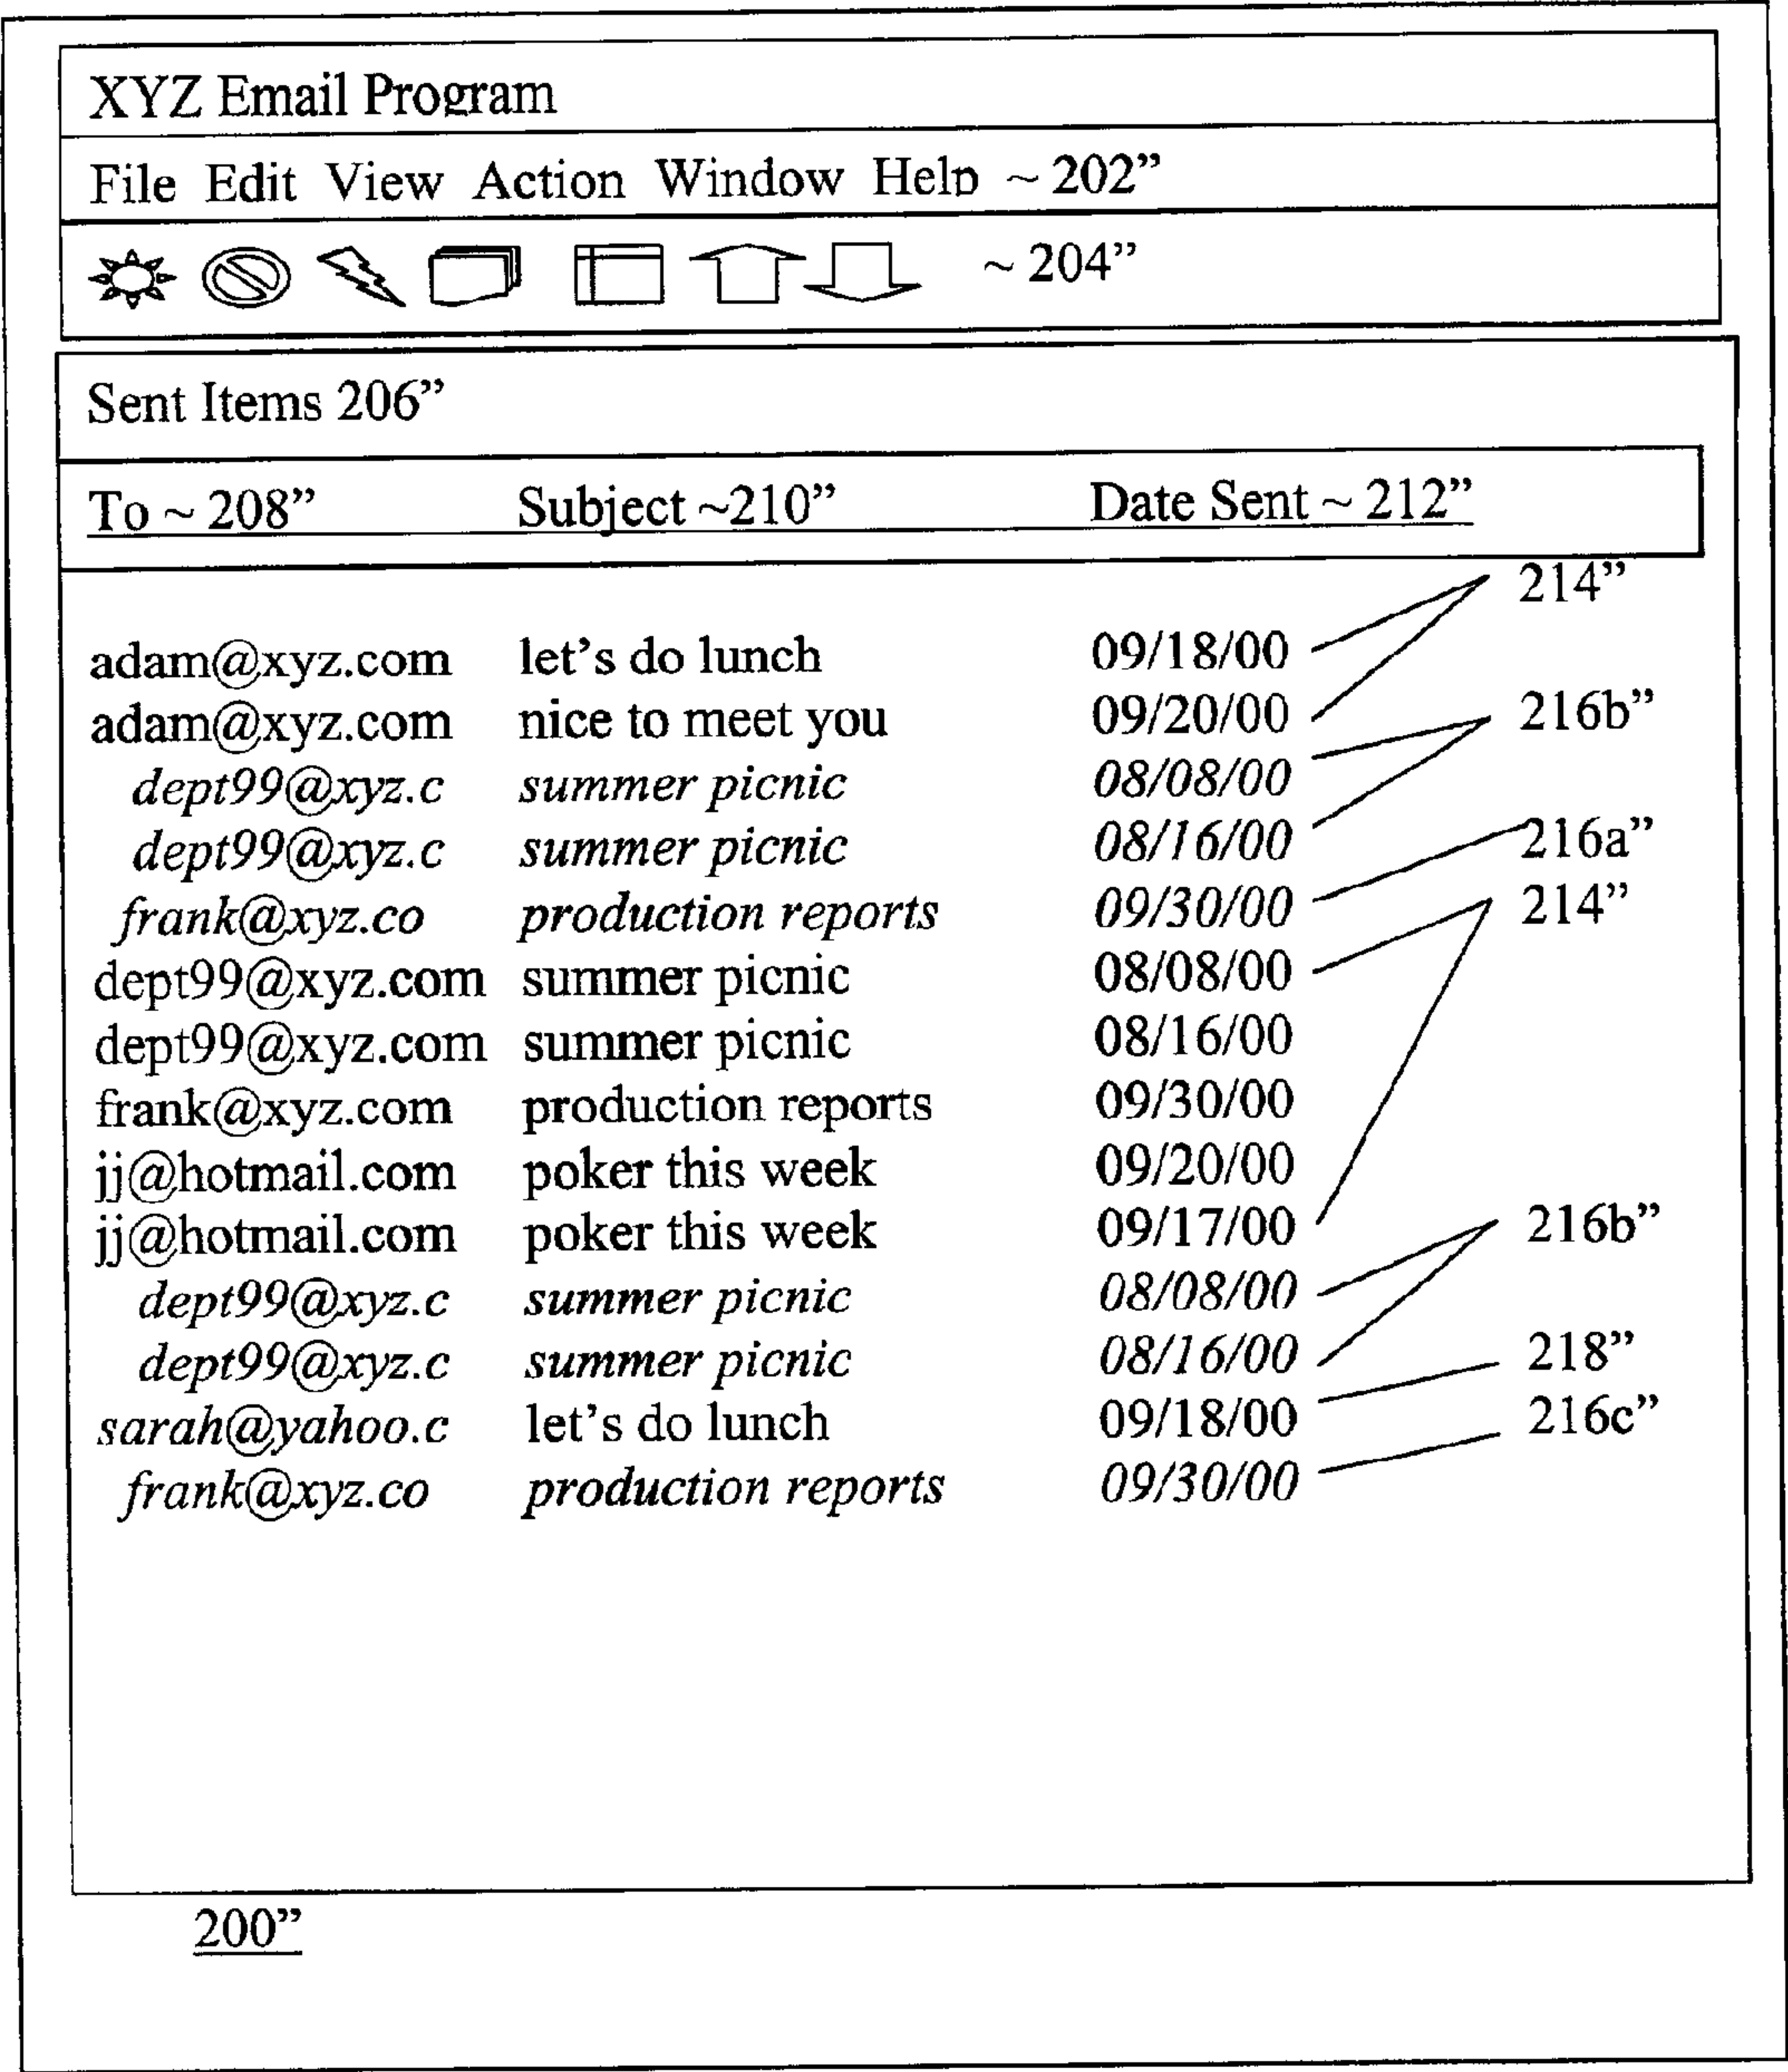 XYZ Email Program
File Edit View Action Window Help ~ 202”
~ 204”
Sent Items 206”
To ~ 208” Subject ~210” Date Sent ~ 212”
214”
adam@xyz.com let's do lunch 09/18/00
adam@xyz.com nice to meet you 09/20/00 216b”
dept99@xyz.c summer picnic 08/08/00
dept99@xyz.c summer picnic 08/16/00 216a”
frank@xyz.co production reports 09/30/00 214”
dept99@xyz.com summer picnic 08/08/00
dept99@xyz.com summer picnic 08/16/00
frank@xyz.com production reports 09/30/00
jj@hotmail.com poker this week 09/20/00
jj@hotmail.com poker this week 09/17/00 216b”
dept99@xyz.c summer picnic 08/08/00
dept99@xyz.c summer picnic 08/16/00 218”
sarah@yahoo.c let's do lunch 09/18/00 216c”
frank@xyz.co production reports 09/30/00
200”